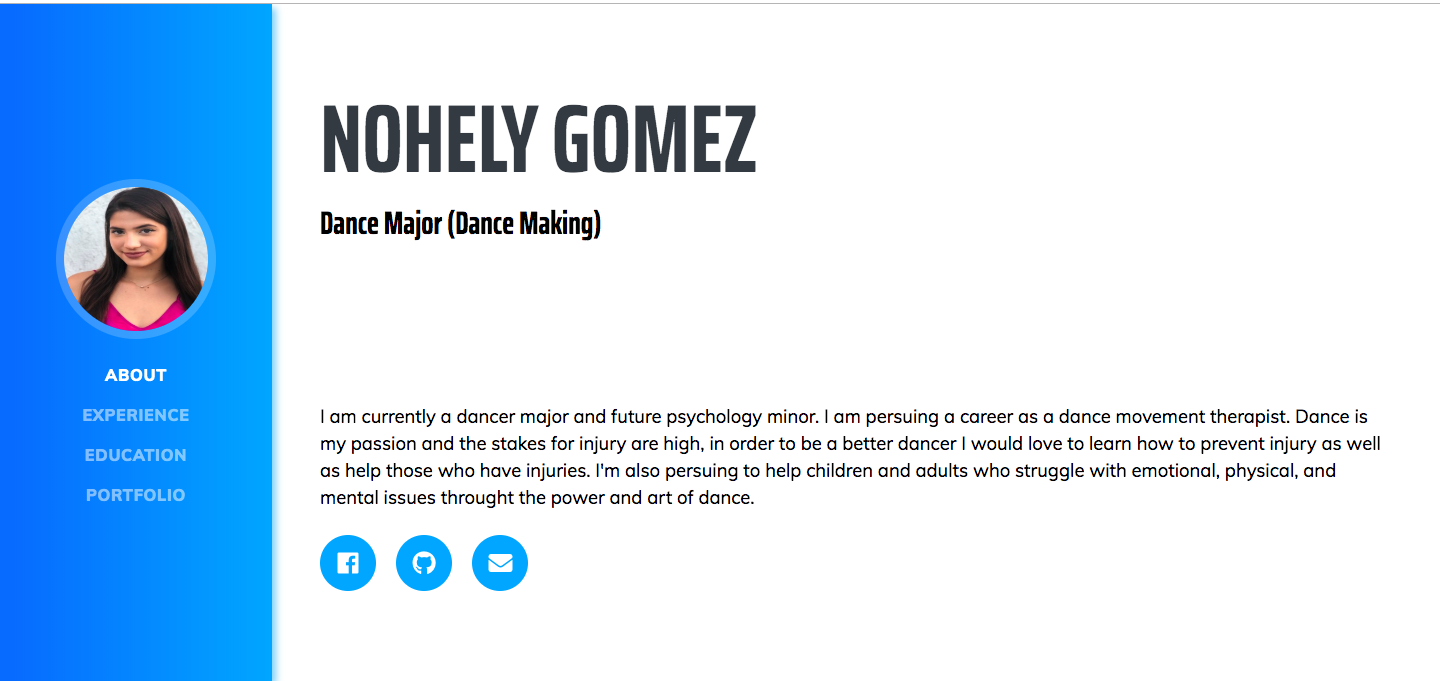 NOHELY GOMEZ
Dance Major (Dance Making)
ABOUT
EXPERIENCE
EDUCATION
PORTFOLIO
I am currently a dancer major and future psychology minor. I am persuing a career as a dance movement therapist. Dance is
my passion and the stakes for injury are high, in order to be a better dancer I would love to learn how to prevent injury as well
as help those who have injuries. I'm also persuing to help children and adults who struggle with emotional, physical, and
mental issues throught the power and art of dance.